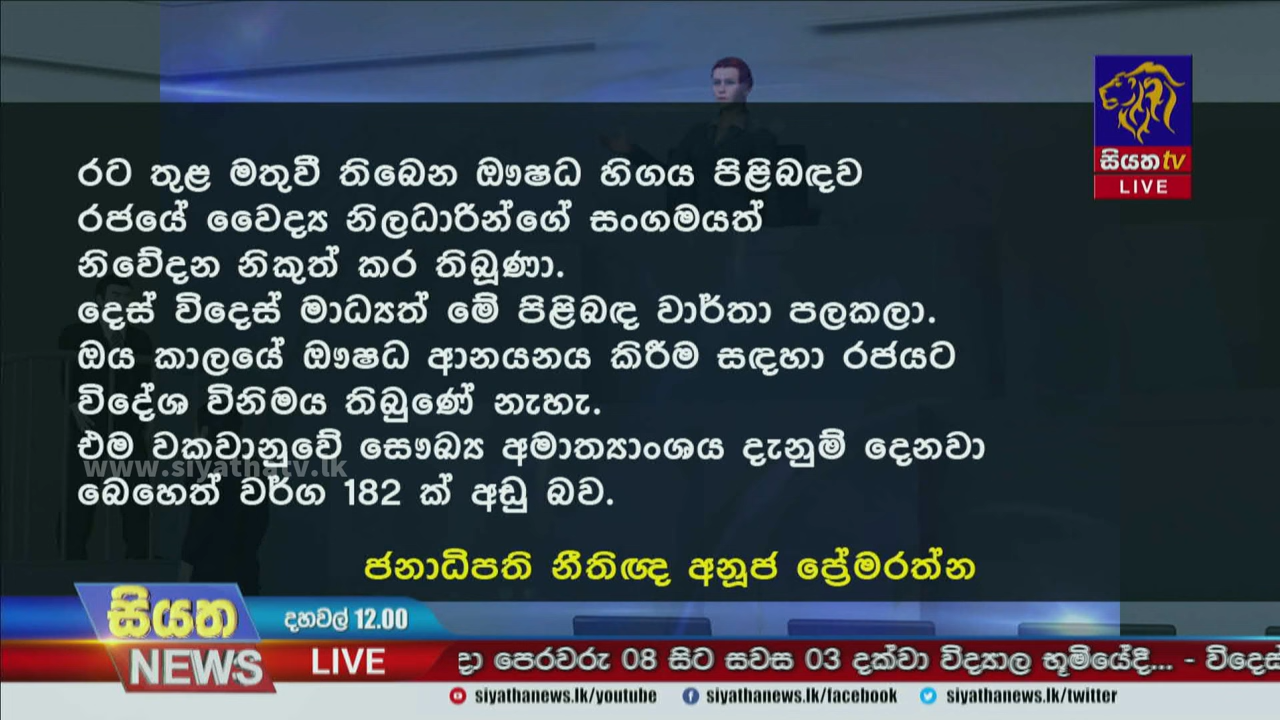 සියත tv
LIVE
රට තුළ මතුවී තිබෙන ඖෂධ හිගය පිළිබඳව
රජයේ වෛද්‍ය නිලධාරින්ගේ සංගමයත්
නිවේදන නිකුත් කර තිබූණා.
දෙස් විදෙස් මාධ්‍යත් මේ පිළිබඳ වාර්තා පලකලා.
ඔය කාලයේ ඖෂධ ආනයනය කිරීම සඳහා රජයට
විදේශ විනිමය තිබුණේ නැහැ.
එම වකවානුවේ සෞඛ්‍ය අමාත්‍යාංශය දැනුම් දෙනවා
www.siyathatv.lk
බෙහෙත් වර්ග 182 ක් අඩු බව.
ජනාධිපති නීතිඥ අනූජ ප්‍රේමරත්න
සියත
NEWS
දහවල් 12.00
LIVE
දා පෙරවරු 08 සිට සවස 03 දක්වා විද්‍යාල භූමියේදී... - විදෙස්
siyathanews.lk/youtube siyathanews.lk/facebook siyathanews.lk/twitter